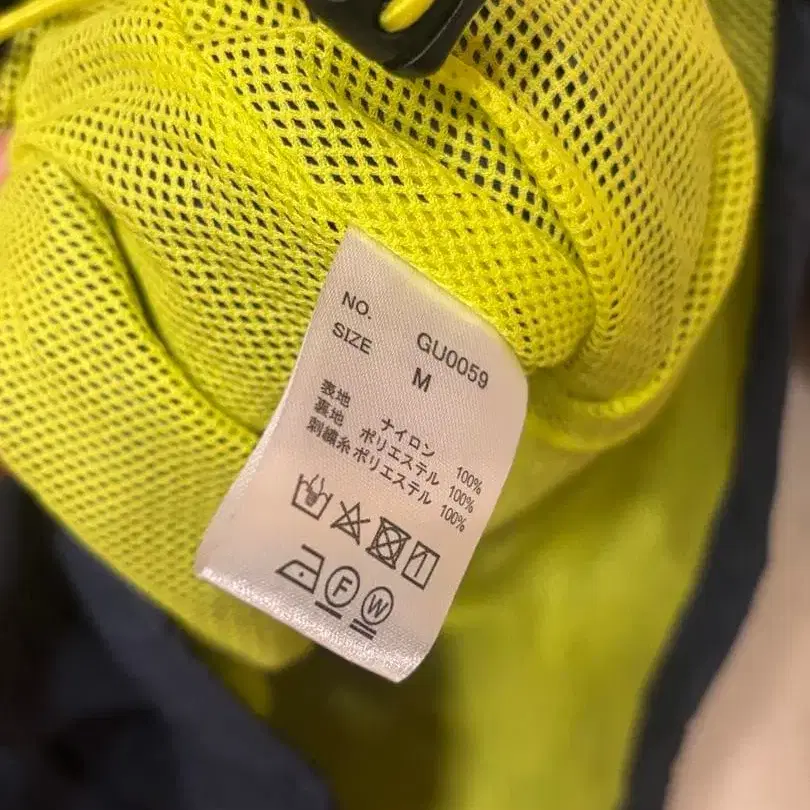 NO. GU0059
SIZE M
表地 ナイロン 100%
裏地 ポリエステル 100%
刺繍糸 ポリエステル 100%
F W